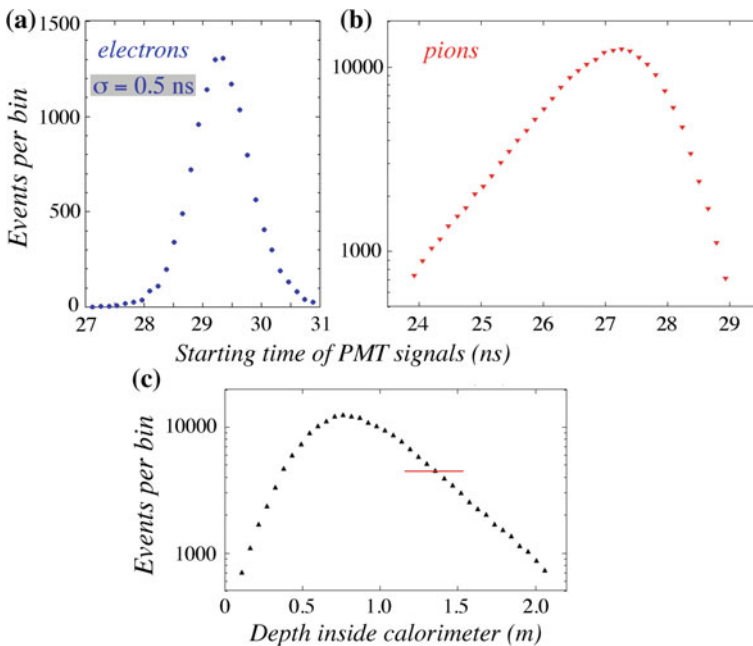 (a)
electrons
σ = 0.5 ns
Events per bin
1500
1000
500
0
27 28 29 30 31
(b)
pions
10000
1000
24 25 26 27 28 29
Starting time of PMT signals (ns)
(c)
Events per bin
10000
1000
0 0.5 1.0 1.5 2.0
Depth inside calorimeter (m)